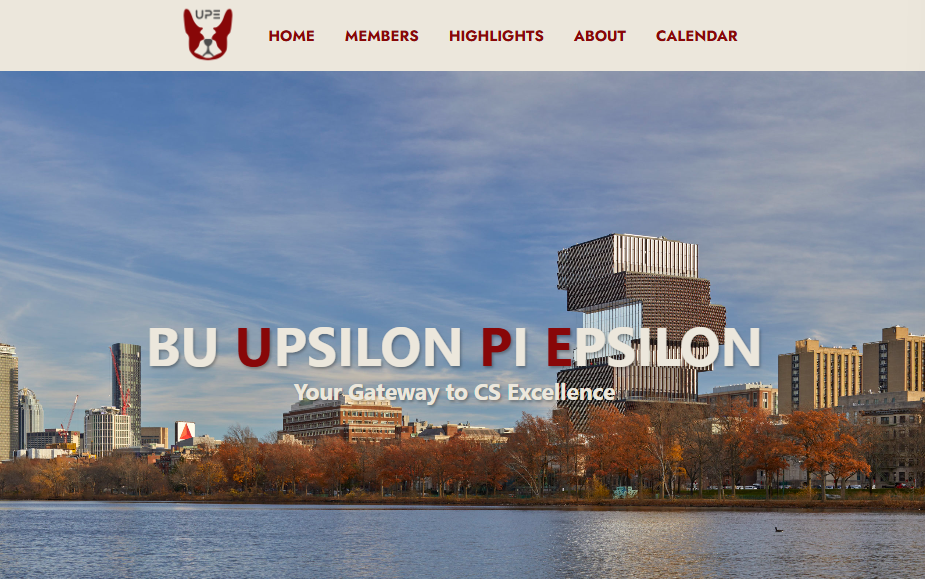 UPE
HOME MEMBERS HIGHLIGHTS ABOUT CALENDAR
BU UPSILON PI EPSILON
Your Gateway to CS Excellence